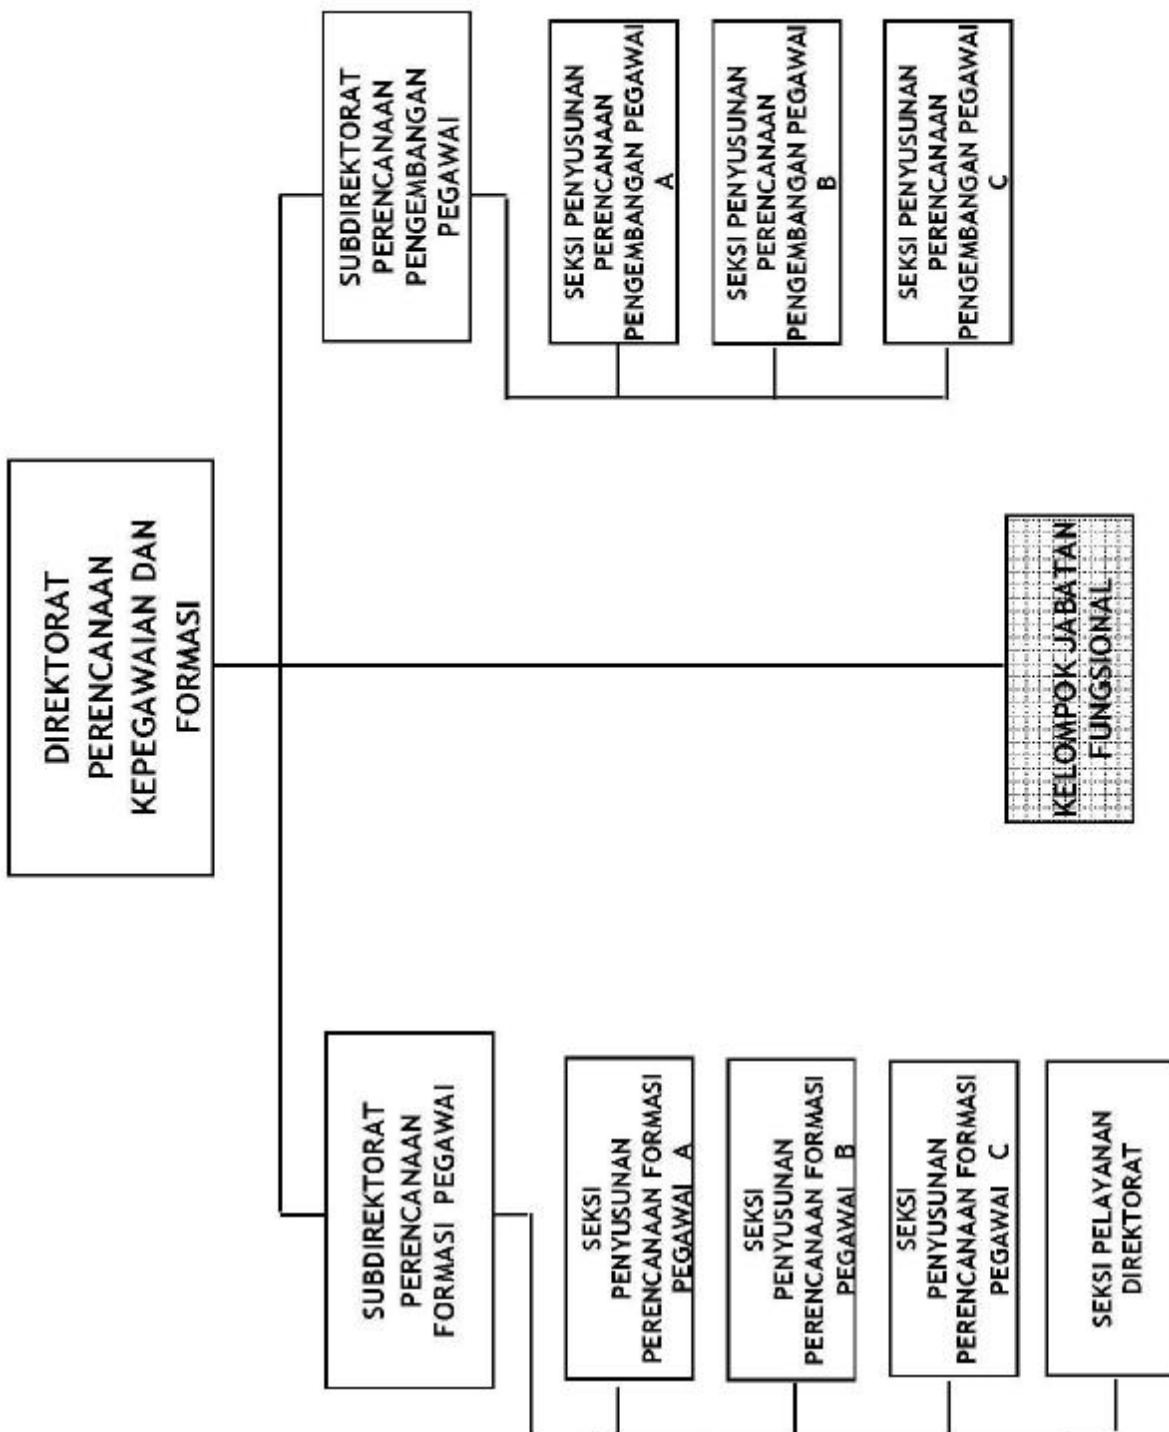 DIREKTORAT
PERENCANAAN
KEPEGAWAIAN DAN
FORMASI
SUBDIREKTORAT
PERENCANAAN
FORMASI PEGAWAI
SUBDIREKTORAT
PERENCANAAN
PENGEMBANGAN
PEGAWAI
SEKSI
PENYUSUNAN
PERENCANAAN FORMASI
PEGAWAI A
SEKSI
PENYUSUNAN
PERENCANAAN FORMASI
PEGAWAI B
SEKSI
PENYUSUNAN
PERENCANAAN FORMASI
PEGAWAI C
SEKSI PELAYANAN
DIREKTORAT
SEKSI PENYUSUNAN
PERENCANAAN
PENGEMBANGAN PEGAWAI
A
SEKSI PENYUSUNAN
PERENCANAAN
PENGEMBANGAN PEGAWAI
B
SEKSI PENYUSUNAN
PERENCANAAN
PENGEMBANGAN PEGAWAI
C
KELOMPOK JABATAN
FUNGSIONAL